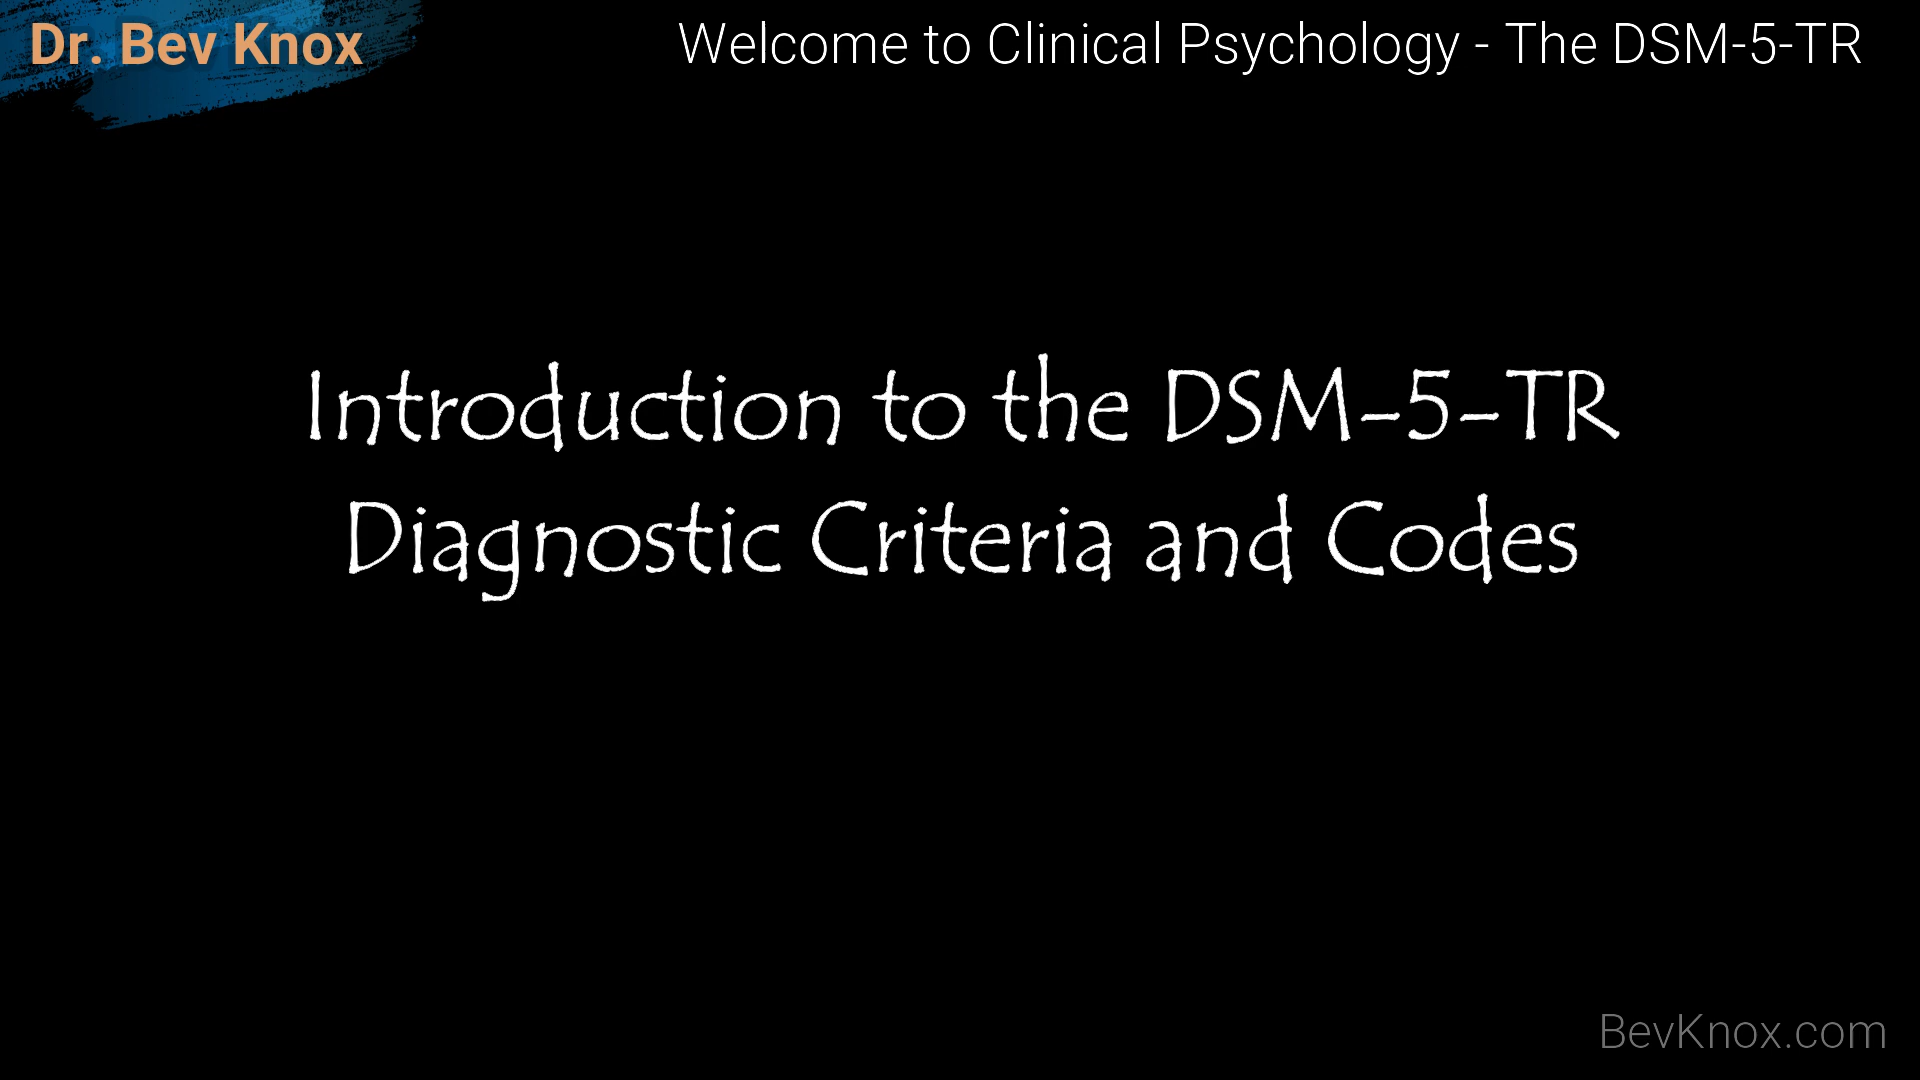 Dr. Bev Knox
Welcome to Clinical Psychology - The DSM-5-TR
Introduction to the DSM-5-TR
Diagnostic Criteria and Codes
BevKnox.com